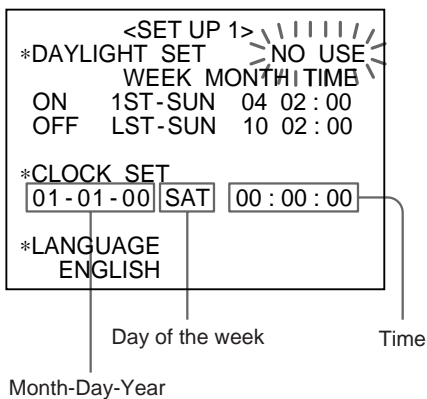 <SET UP 1>
*DAYLIGHT SET NO USE
WEEK MONTH TIME
ON 1ST-SUN 04 02:00
OFF LST-SUN 10 02:00
*CLOCK SET
01-01-00 SAT 00:00:00
*LANGUAGE
ENGLISH
Day of the week
Time
Month-Day-Year